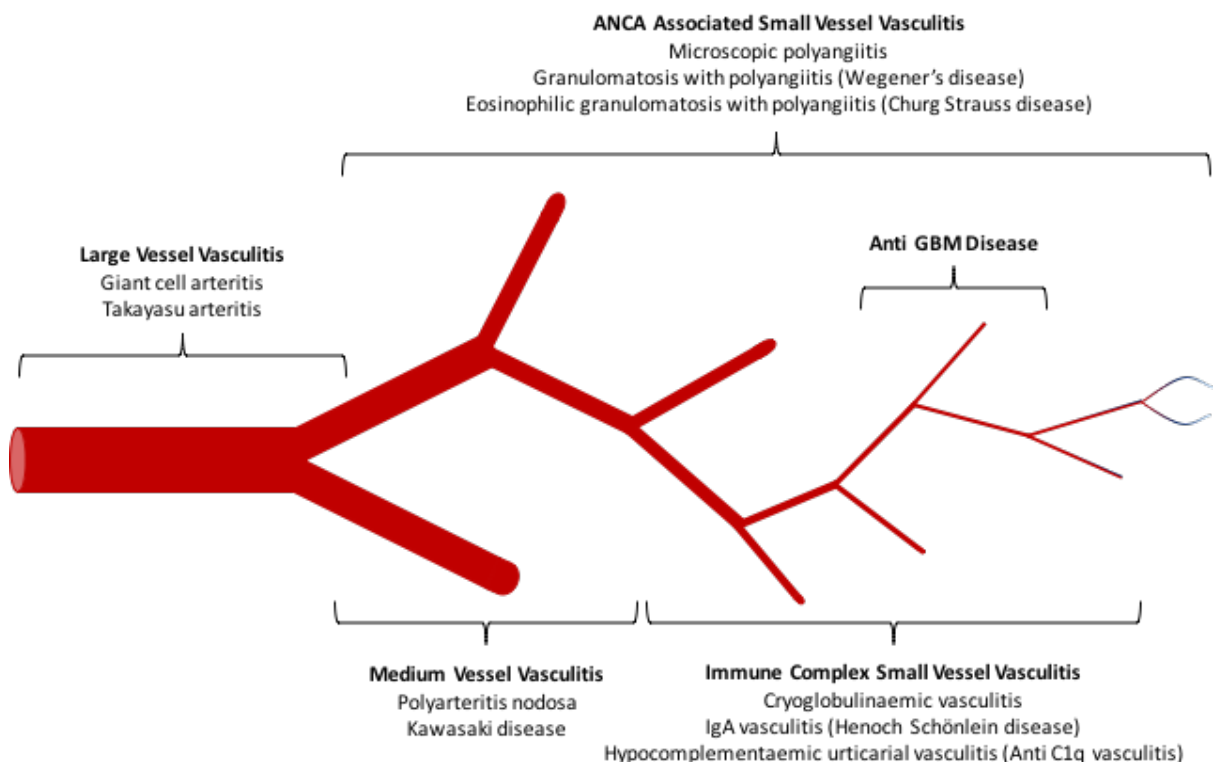 ANCA Associated Small Vessel Vasculitis
Microscopic polyangiitis
Granulomatosis with polyangiitis (Wegener's disease)
Eosinophilic granulomatosis with polyangiitis (Churg Strauss disease)
Large Vessel Vasculitis
Giant cell arteritis
Takayasu arteritis
Anti GBM Disease
Medium Vessel Vasculitis
Polyarteritis nodosa
Kawasaki disease
Immune Complex Small Vessel Vasculitis
Cryoglobulinaemic vasculitis
IgA vasculitis (Henoch Schönlein disease)
Hypocomplementaemic urticarial vasculitis (Anti C1q vasculitis)